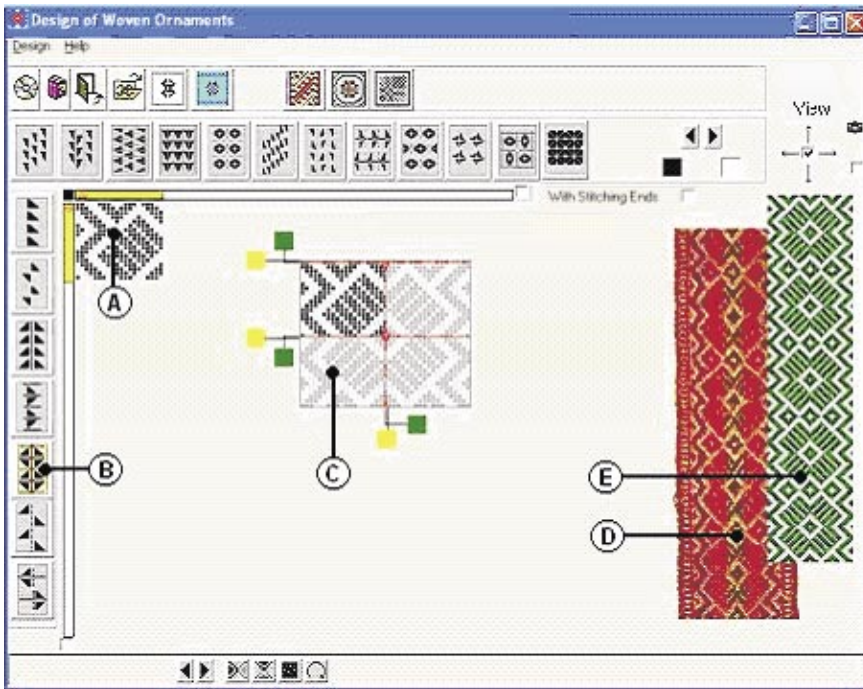 Design of Woven Ornaments
Design Help
View
With Stitching Ends
A
B
C
E
D